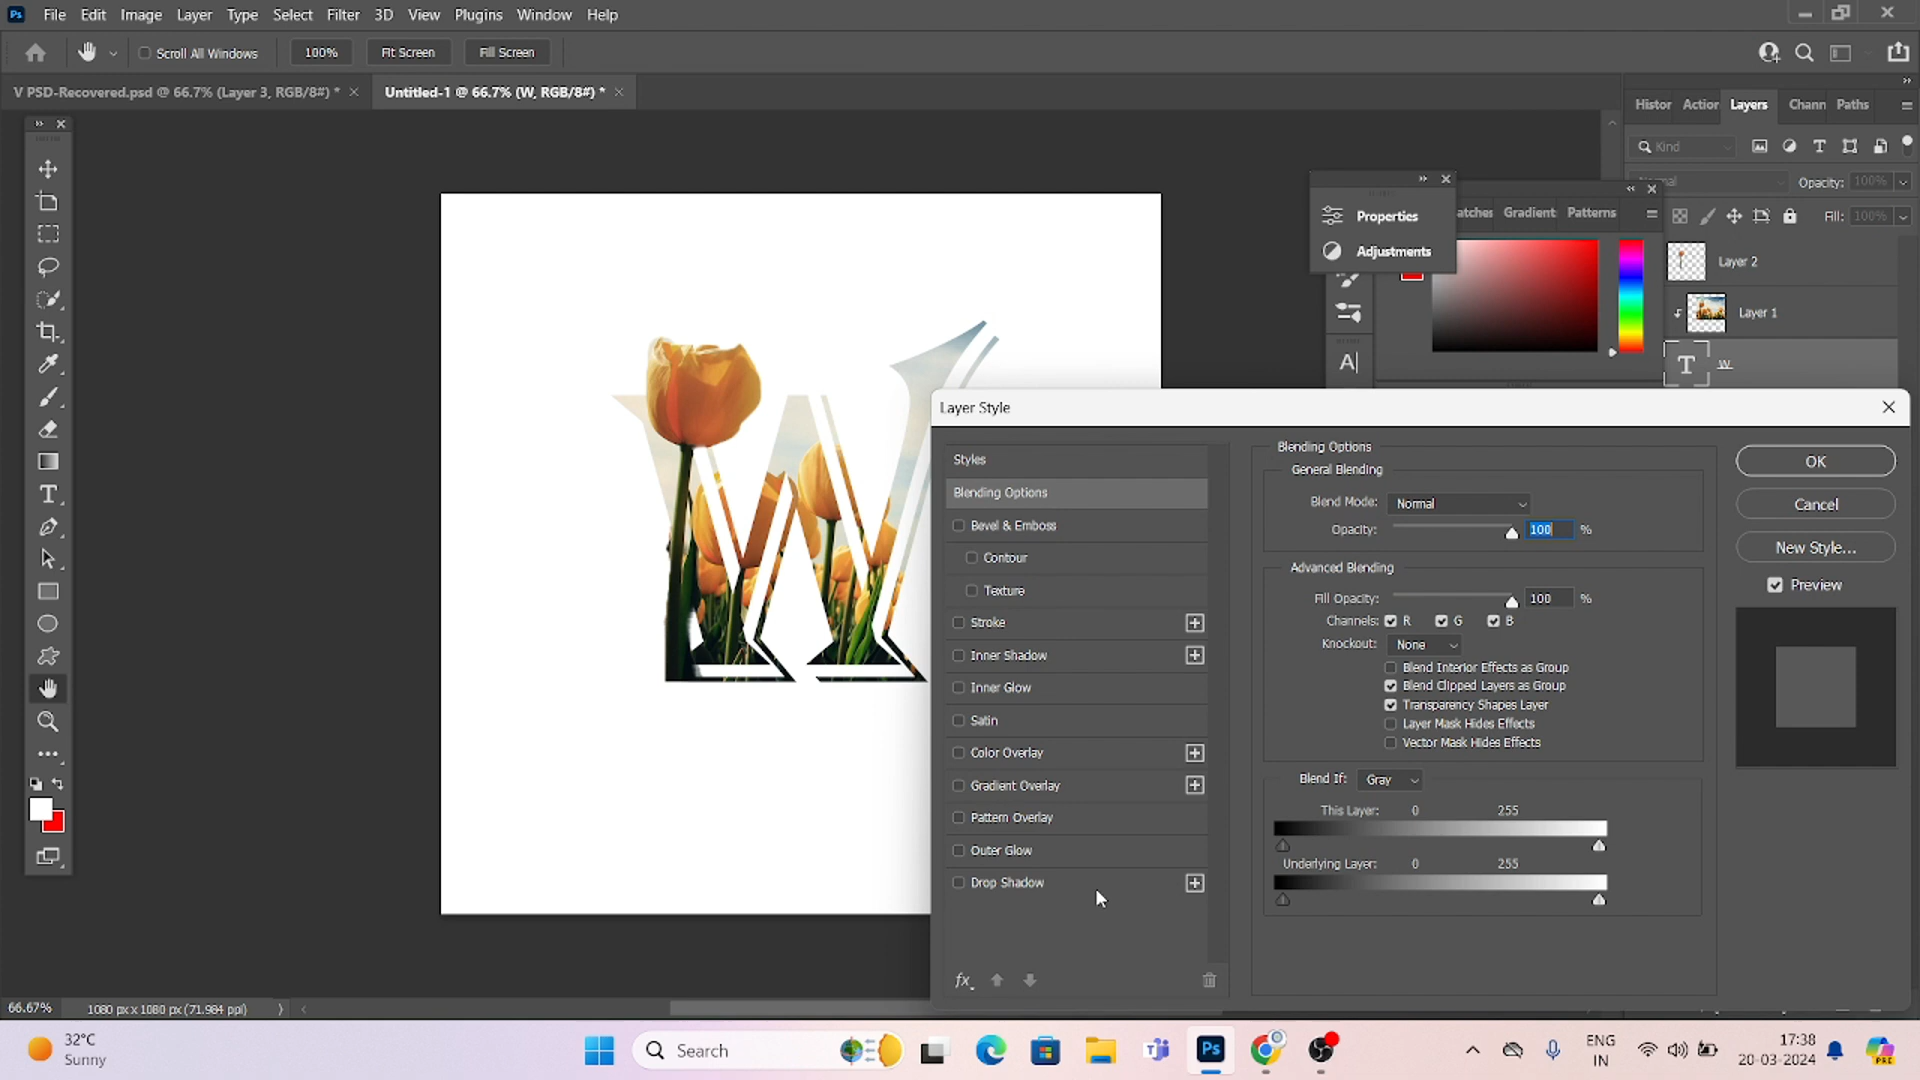 Ps File Edit Image Layer Type Select Filter 3D View Plugins Window Help
Scroll All Windows 100% Fit Screen Fill Screen
V PSD-Recovered.psd @ 66.7% (Layer 3, RGB/8#) *
Untitled-1 @ 66.7% (W, RGB/8#) *
Histor Action Layers Chann Paths
Kind
Opacity: 100%
Fill: 100%
Properties
Adjustments
atches Gradient Patterns
Layer 2
Layer 1
T W
W
Layer Style
Styles
Blending Options
Bevel & Emboss
Contour
Texture
Stroke
Inner Shadow
Inner Glow
Satin
Color Overlay
Gradient Overlay
Pattern Overlay
Outer Glow
Drop Shadow
fx
Blending Options
General Blending
Blend Mode: Normal
Opacity: 100 %
Advanced Blending
Fill Opacity: 100 %
Channels: R G B
Knockout: None
Blend Interior Effects as Group
Blend Clipped Layers as Group
Transparency Shapes Layer
Layer Mask Hides Effects
Vector Mask Hides Effects
Blend If: Gray
This Layer: 0 255
Underlying Layer: 0 255
OK
Cancel
New Style...
Preview
66.67% 1080 px x 1080 px (71.984 ppi)
32°C
Sunny
Search
Ps
ENG
IN
17:38
20-03-2024
PRE